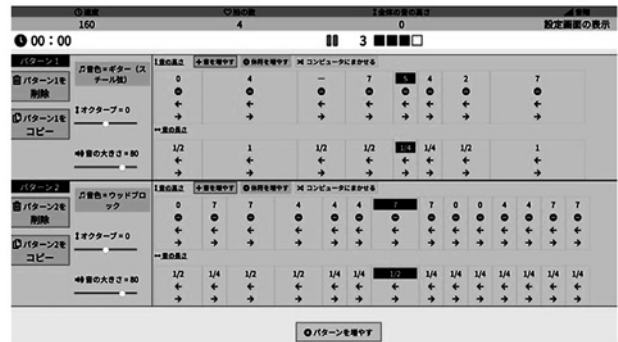 速度 拍の数 全体の音の高さ 音階
160 4 0 設定画面の表示
00:00 3
パターン1
パターン1を削除
パターン1をコピー
音色=ギター（スチール弦）
オクターブ=0
音の大きさ=80
音の高さ +音を増やす 休符を増やす コンピュータにまかせる
0 4 — 7 5 4 2 7
音の長さ
1/2 1 1/2 1/2 1/4 1/4 1/2 1
パターン2
パターン2を削除
パターン2をコピー
音色=ウッドブロック
オクターブ=0
音の大きさ=80
音の高さ +音を増やす 休符を増やす コンピュータにまかせる
0 7 7 4 4 4 7 7 0 0 4 4 7 7
音の長さ
1/2 1/4 1/2 1/2 1/4 1/4 1/2 1/4 1/4 1/4 1/4 1/4 1/4 1/4
パターンを増やす